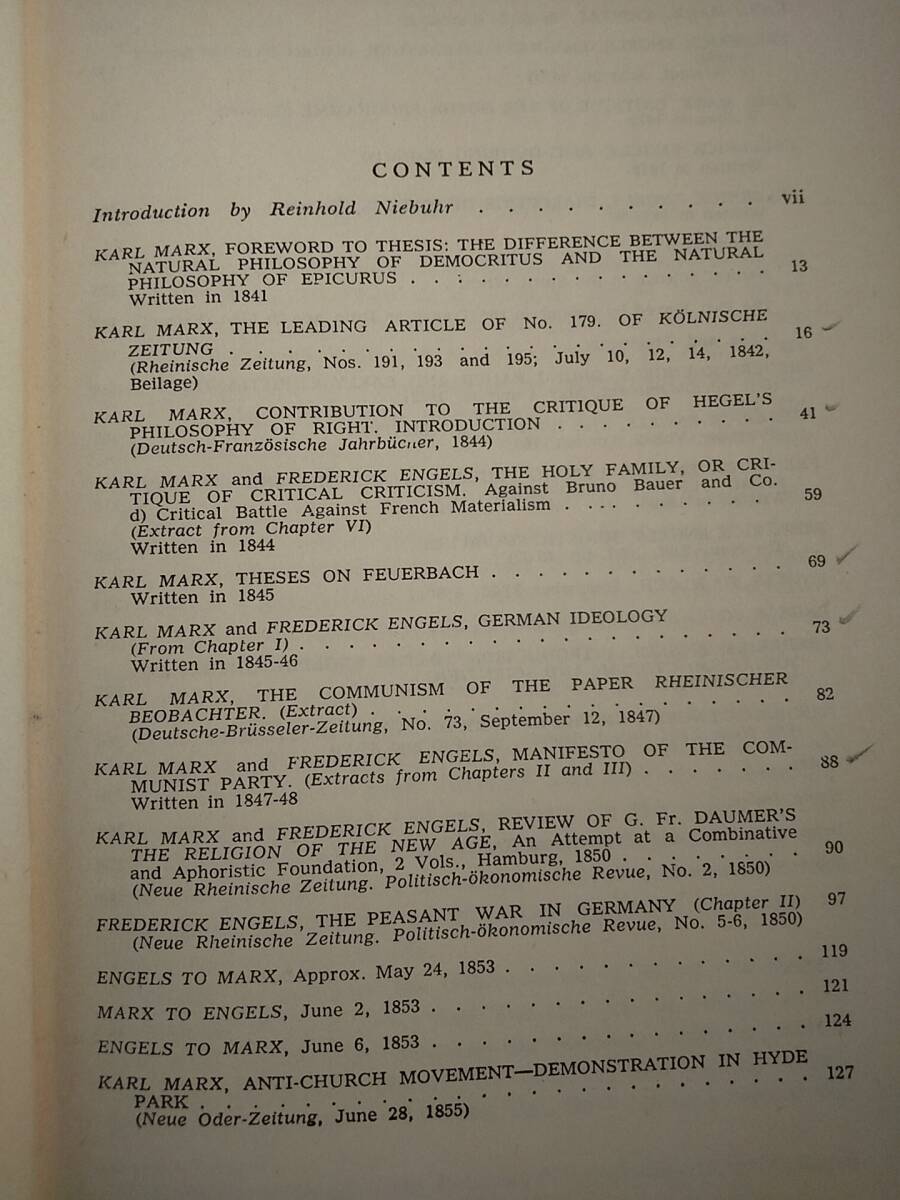 CONTENTS
Introduction by Reinhold Niebuhr . . . . . . . . . . vii
KARL MARX, FOREWORD TO THESIS: THE DIFFERENCE BETWEEN THE
NATURAL PHILOSOPHY OF DEMOCRITUS AND THE NATURAL
PHILOSOPHY OF EPICURUS . . . . . . . . . . . . . . 13
Written in 1841
KARL MARX, THE LEADING ARTICLE OF No. 179. OF KÖLNISCHE
ZEITUNG . . . . . . . . . . . . . . . . . . . 16
(Rheinische Zeitung, Nos. 191, 193 and 195; July 10, 12, 14, 1842,
Beilage)
KARL MARX, CONTRIBUTION TO THE CRITIQUE OF HEGEL'S
PHILOSOPHY OF RIGHT. INTRODUCTION . . . . . . . . . 41
(Deutsch-Französische Jahrbücher, 1844)
KARL MARX and FREDERICK ENGELS, THE HOLY FAMILY, OR CRI-
TIQUE OF CRITICAL CRITICISM. Against Bruno Bauer and Co.
d) Critical Battle Against French Materialism . . . . . . . . . 59
(Extract from Chapter VI)
Written in 1844
KARL MARX, THESES ON FEUERBACH . . . . . . . . . . . . . 69
Written in 1845
KARL MARX and FREDERICK ENGELS, GERMAN IDEOLOGY
(From Chapter I) . . . . . . . . . . . . . . . . . . . . . 73
Written in 1845-46
KARL MARX, THE COMMUNISM OF THE PAPER RHEINISCHER
BEOBACHTER. (Extract) . . . . . . . . . . . . . . . . . . 82
(Deutsche-Brüsseler-Zeitung, No. 73, September 12, 1847)
KARL MARX and FREDERICK ENGELS, MANIFESTO OF THE COM-
MUNIST PARTY. (Extracts from Chapters II and III) . . . . . . . 88
Written in 1847-48
KARL MARX and FREDERICK ENGELS, REVIEW OF G. Fr. DAUMER'S
THE RELIGION OF THE NEW AGE, An Attempt at a Combinative
and Aphoristic Foundation, 2 Vols., Hamburg, 1850 . . . . . . . 90
(Neue Rheinische Zeitung. Politisch-ökonomische Revue, No. 2, 1850)
FREDERICK ENGELS, THE PEASANT WAR IN GERMANY (Chapter II) 97
(Neue Rheinische Zeitung. Politisch-ökonomische Revue, No. 5-6, 1850)
ENGELS TO MARX, Approx. May 24, 1853 . . . . . . . . . . . 119
MARX TO ENGELS, June 2, 1853 . . . . . . . . . . . . . . 121
ENGELS TO MARX, June 6, 1853 . . . . . . . . . . . . . . 124
KARL MARX, ANTI-CHURCH MOVEMENT—DEMONSTRATION IN HYDE
PARK . . . . . . . . . . . . . . . . . . . . . 127
(Neue Oder-Zeitung, June 28, 1855)